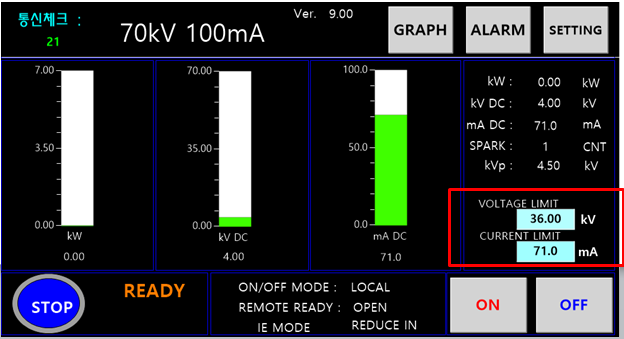 통신체크 :
21
70kV 100mA
Ver. 9.00
GRAPH
ALARM
SETTING
7.00
3.50
0.00
kW
0.00
70.00
35.00
0.00
kV DC
4.00
100.0
50.0
0.0
mA DC
71.0
kW : 0.00 kW
kV DC : 4.00 kV
mA DC : 71.0 mA
SPARK : 1 CNT
kVp : 4.50 kV
VOLTAGE LIMIT
36.00 kV
CURRENT LIMIT
71.0 mA
STOP
READY
ON/OFF MODE : LOCAL
REMOTE READY : OPEN
IE MODE REDUCE IN
ON
OFF